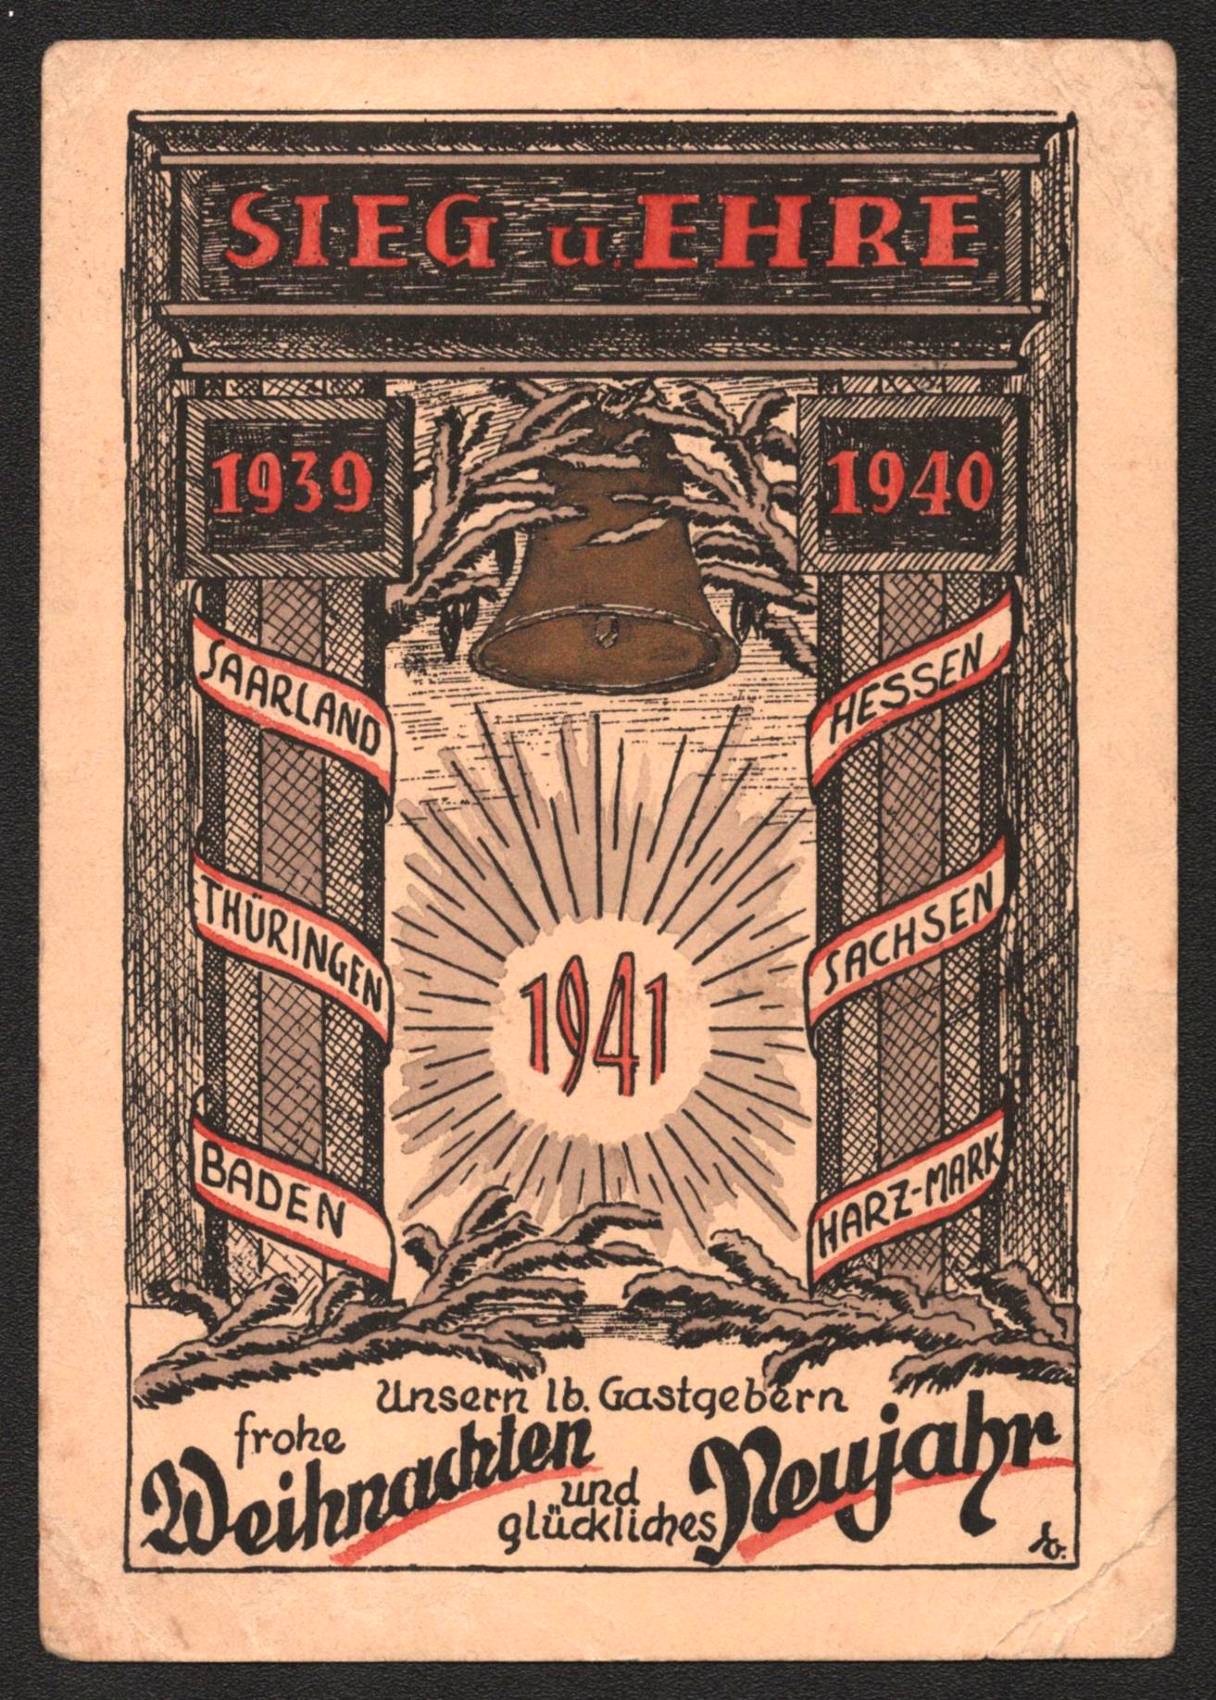 SIEG u. EHRE
1939
1940
SAARLAND
HESSEN
THÜRINGEN
SACHSEN
BADEN
HARZ-MARK
1941
Unsern lb. Gastgebern
frohe
Weihnachten
und
glückliches
Neujahr